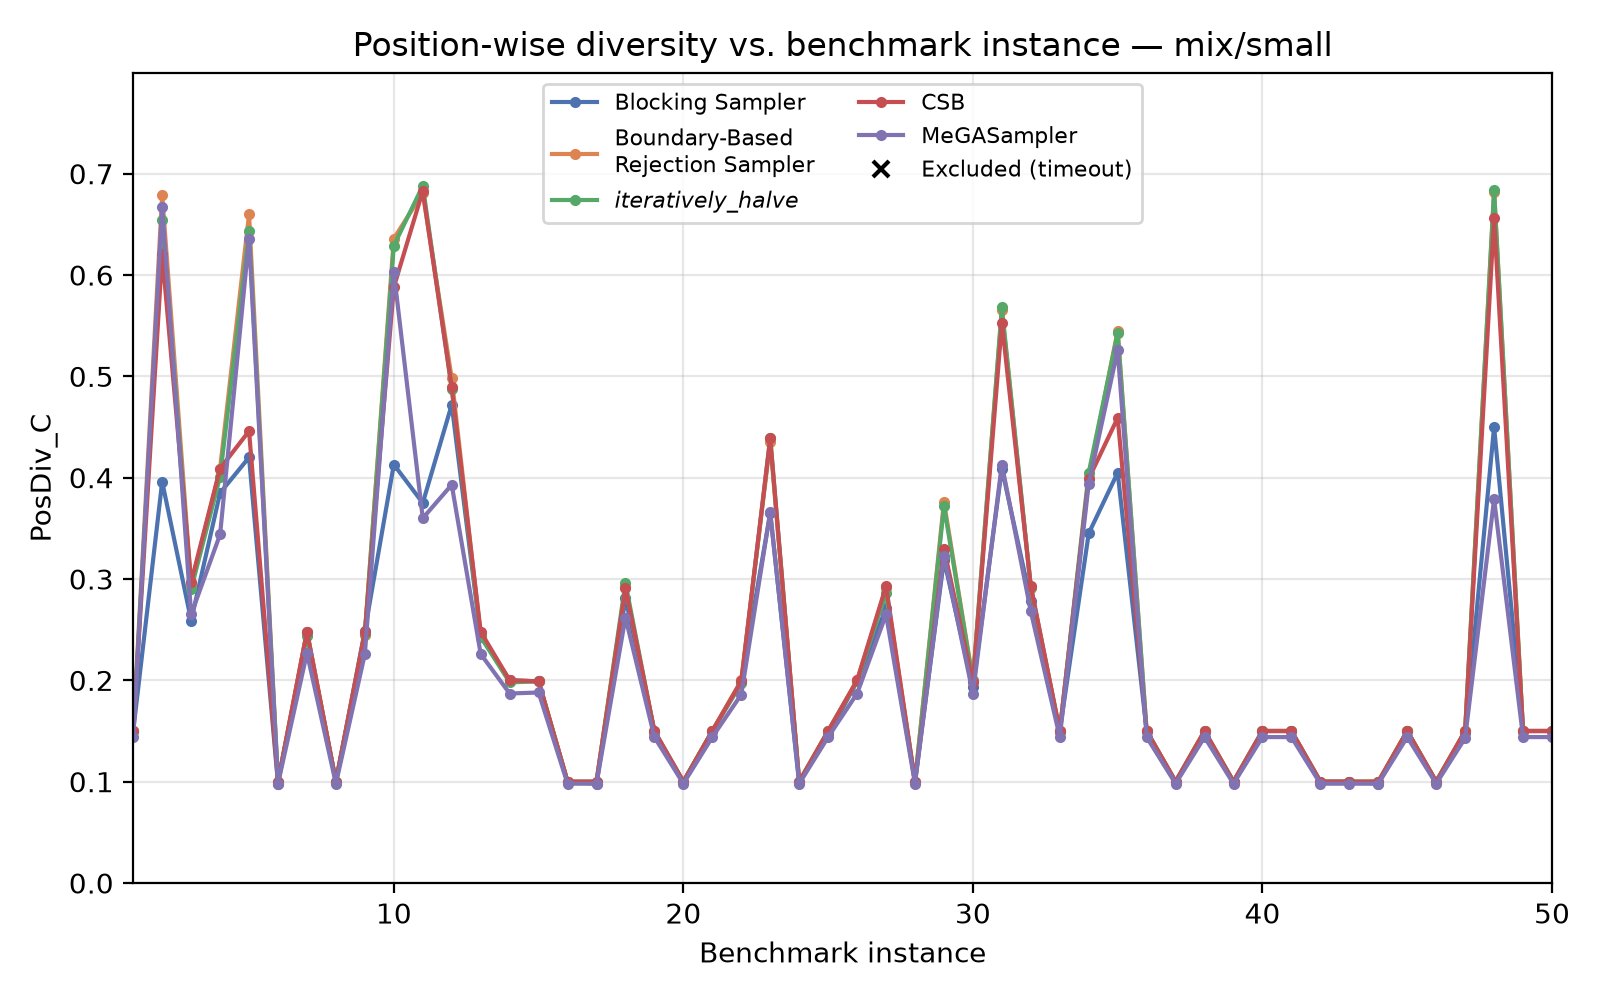 Position-wise diversity vs. benchmark instance — mix/small
Blocking Sampler
Boundary-Based
Rejection Sampler
iteratively_halve
CSB
MeGASampler
Excluded (timeout)
PosDiv_C
0.7
0.6
0.5
0.4
0.3
0.2
0.1
0.0
10
20
30
40
50
Benchmark instance